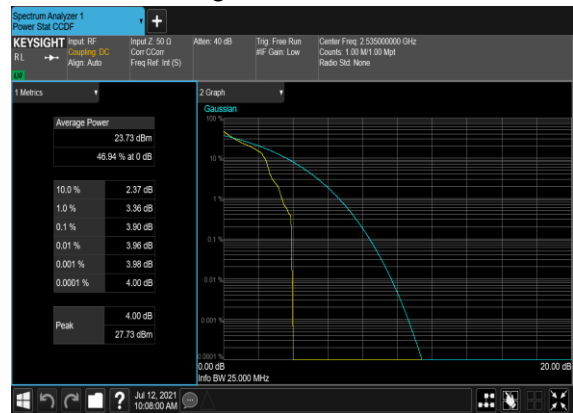 Spectrum Analyzer 1
Power Stat CCDF
+
KEYSIGHT
Input: RF
Input Z: 50 Ω
Atten: 40 dB
Trig: Free Run
Center Freq: 2.535000000 GHz
RL
Coupling: DC
Corr CCorr
#IF Gain: Low
Counts: 1.00 M/1.00 Mpt
Align: Auto
Freq Ref: Int (S)
Radio Std: None
1 Metrics
2 Graph
Average Power
23.73 dBm
46.94 % at 0 dB
10.0 % 2.37 dB
1.0 % 3.36 dB
0.1 % 3.90 dB
0.01 % 3.96 dB
0.001 % 3.98 dB
0.0001 % 4.00 dB
Peak
4.00 dB
27.73 dBm
Gaussian
100 %
10 %
1 %
0.1 %
0.01 %
0.001 %
0.0001 %
0.00 dB
20.00 dB
Info BW 25.000 MHz
?
Jul 12, 2021
10:08:00 AM